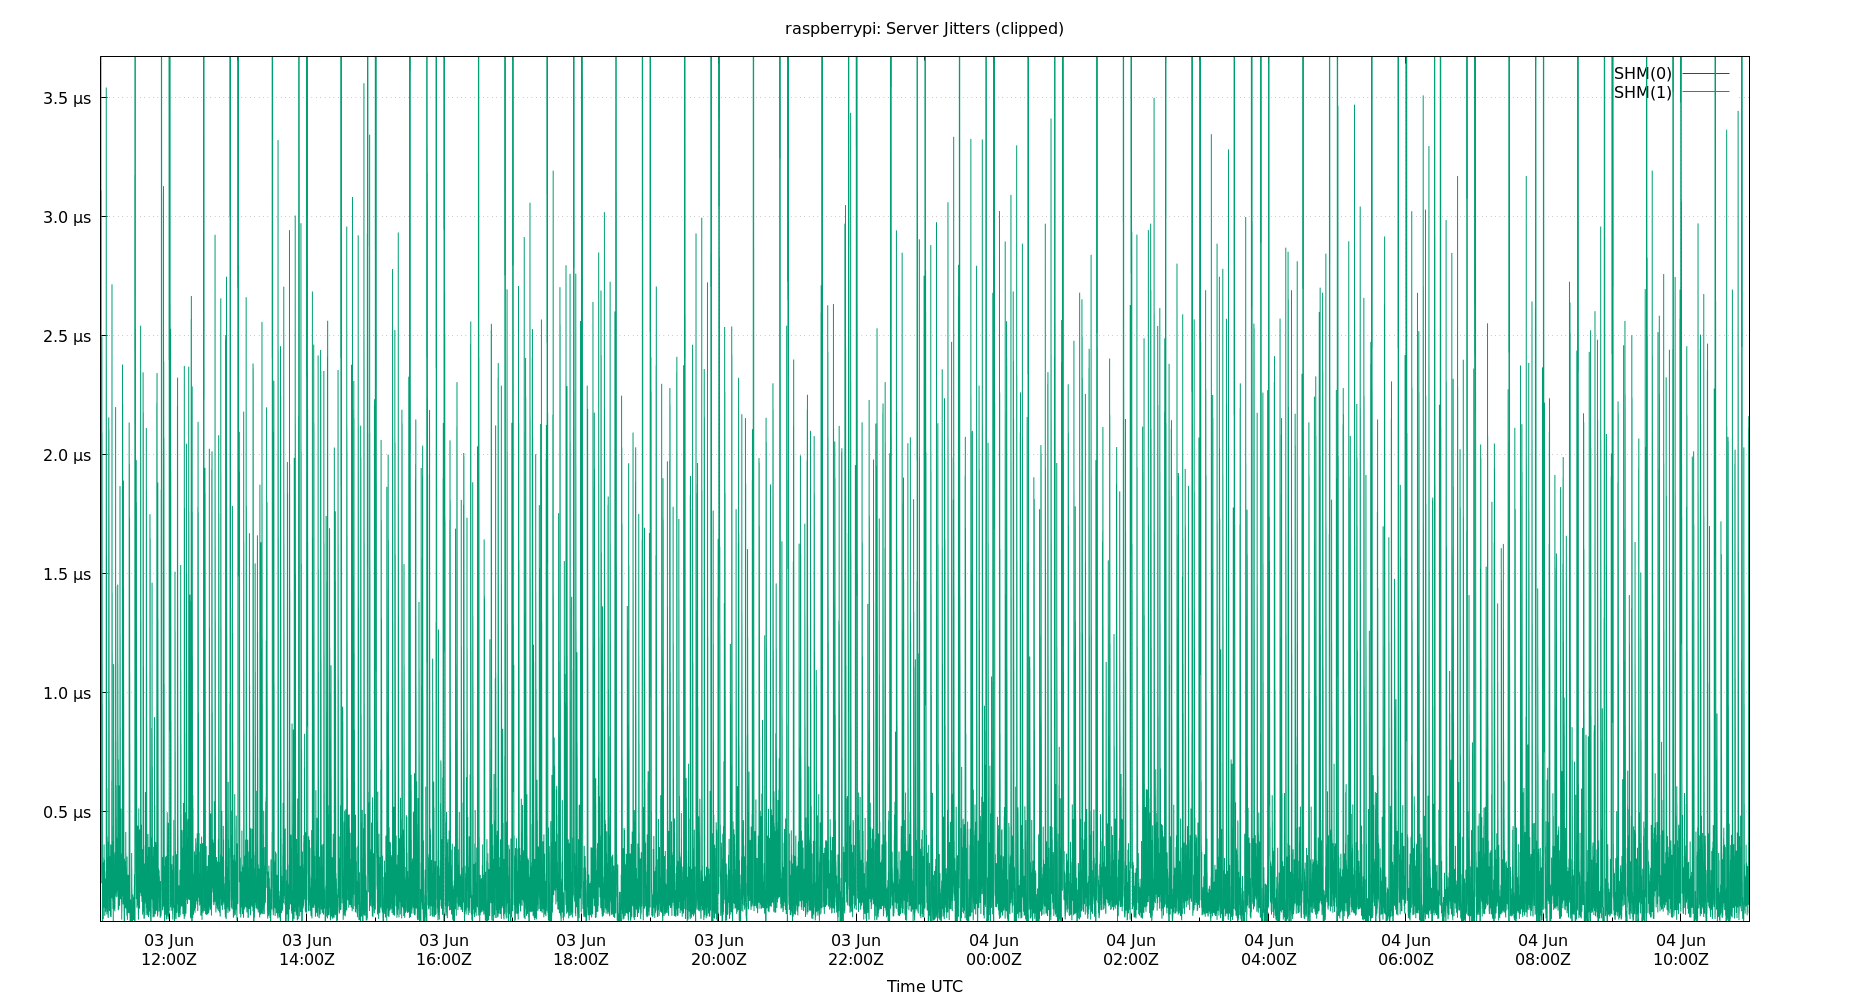 raspberrypi: Server Jitters (clipped)
SHM(0)
SHM(1)
3.5 µs
3.0 µs
2.5 µs
2.0 µs
1.5 µs
1.0 µs
0.5 µs
03 Jun 03 Jun 03 Jun 03 Jun 03 Jun 03 Jun 04 Jun 04 Jun 04 Jun 04 Jun 04 Jun 04 Jun
12:00Z 14:00Z 16:00Z 18:00Z 20:00Z 22:00Z 00:00Z 02:00Z 04:00Z 06:00Z 08:00Z 10:00Z
Time UTC